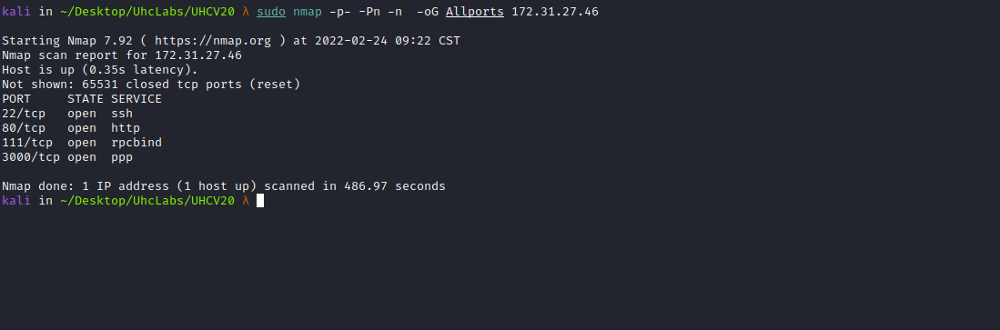 kali in ~/Desktop/UhcLabs/UHCV20 λ sudo nmap -p- -Pn -n  -oG Allports 172.31.27.46
Starting Nmap 7.92 ( https://nmap.org ) at 2022-02-24 09:22 CST
Nmap scan report for 172.31.27.46
Host is up (0.35s latency).
Not shown: 65531 closed tcp ports (reset)
PORT     STATE SERVICE
22/tcp   open  ssh
80/tcp   open  http
111/tcp  open  rpcbind
3000/tcp open  ppp
Nmap done: 1 IP address (1 host up) scanned in 486.97 seconds
kali in ~/Desktop/UhcLabs/UHCV20 λ